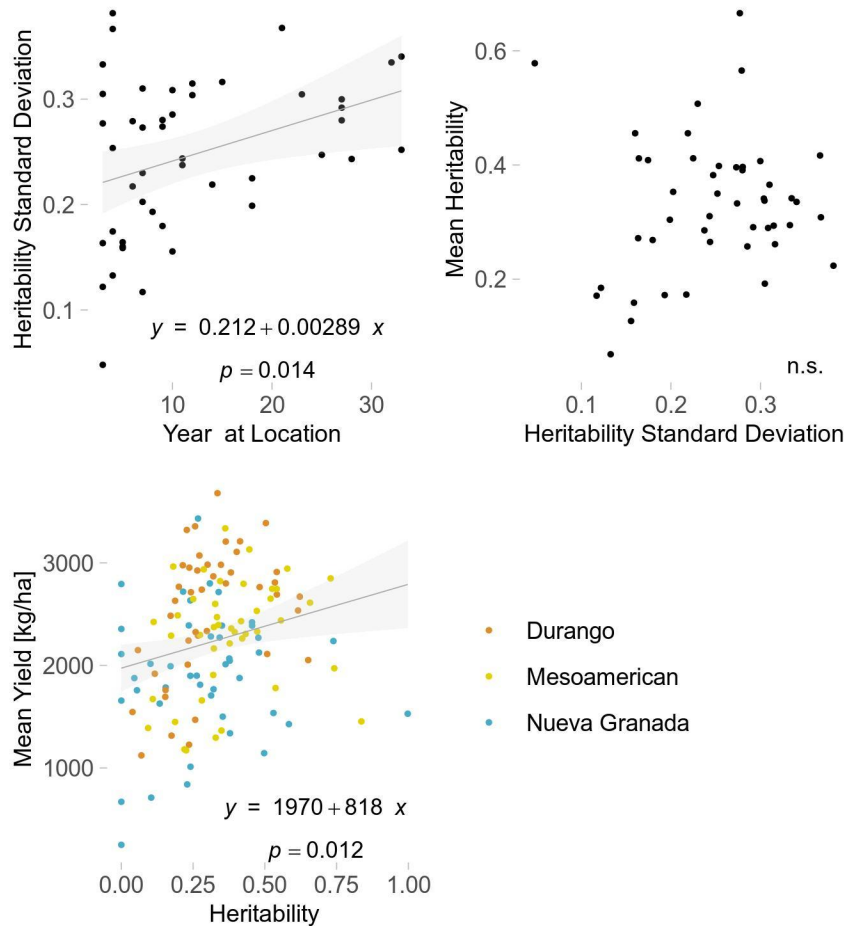 Heritability Standard Deviation
0.3
0.2
0.1
y = 0.212+0.00289 x
p = 0.014
10 20 30
Year at Location
Mean Heritability
0.6
0.4
0.2
n.s.
0.1 0.2 0.3
Heritability Standard Deviation
Mean Yield [kg/ha]
3000
2000
1000
y = 1970+818 x
p = 0.012
0.00 0.25 0.50 0.75 1.00
Heritability
Durango
Mesoamerican
Nueva Granada